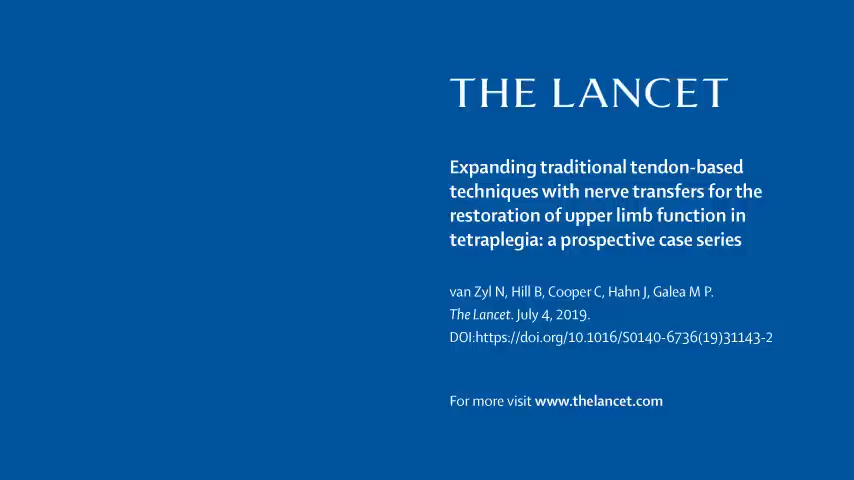 THE LANCET
Expanding traditional tendon-based
techniques with nerve transfers for the
restoration of upper limb function in
tetraplegia: a prospective case series
van Zyl N, Hill B, Cooper C, Hahn J, Galea M P.
The Lancet. July 4, 2019.
DOI:https://doi.org/10.1016/S0140-6736(19)31143-2
For more visit www.thelancet.com